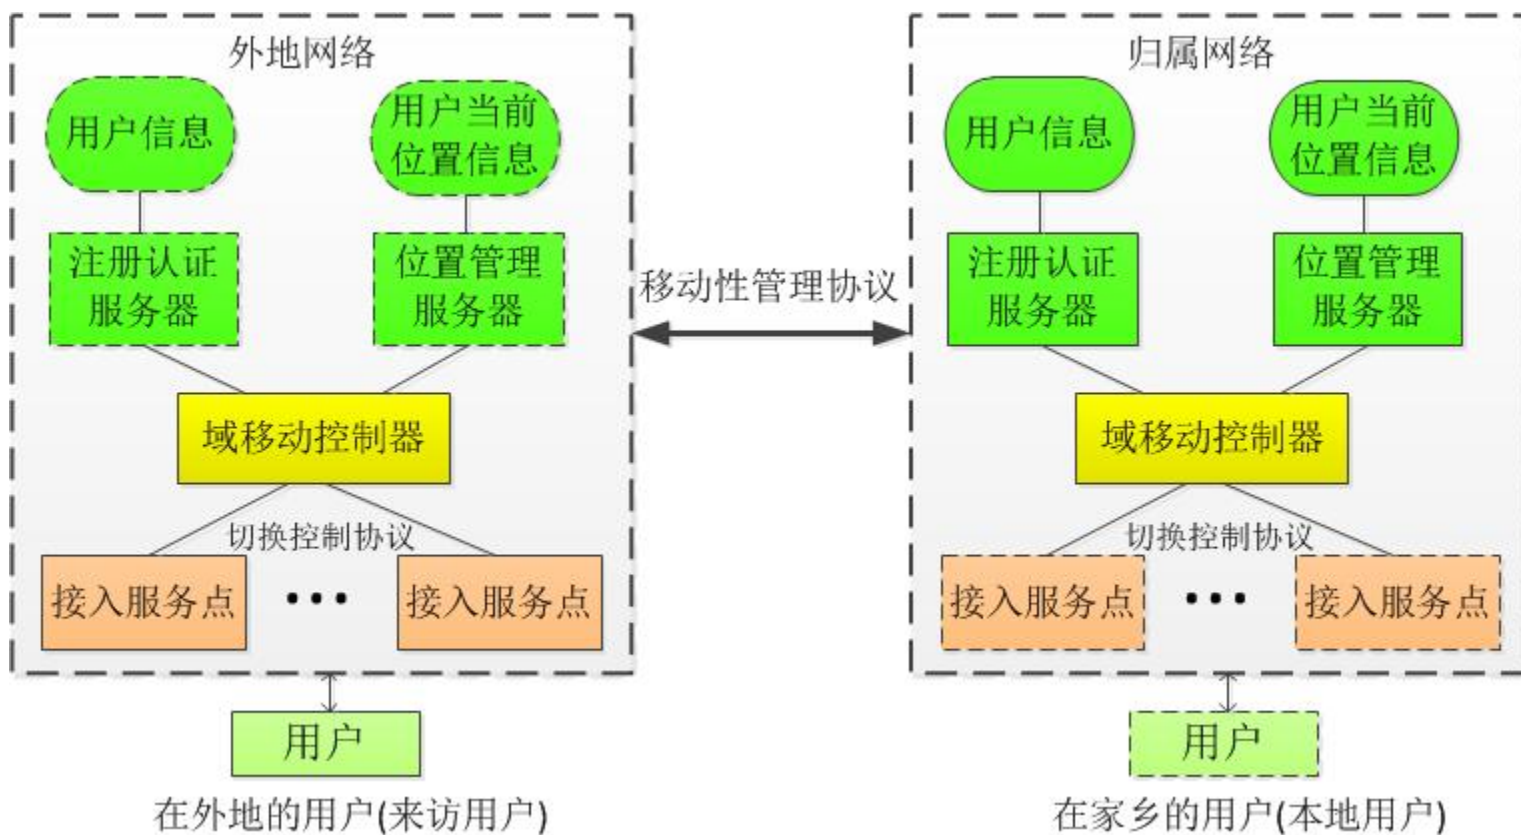 外地网络
用户信息
用户当前
位置信息
注册认证
服务器
位置管理
服务器
域移动控制器
切换控制协议
接入服务点
•••
接入服务点
用户
在外地的用户(来访用户)
移动性管理协议
归属网络
用户信息
用户当前
位置信息
注册认证
服务器
位置管理
服务器
域移动控制器
切换控制协议
接入服务点
•••
接入服务点
用户
在家乡的用户(本地用户)